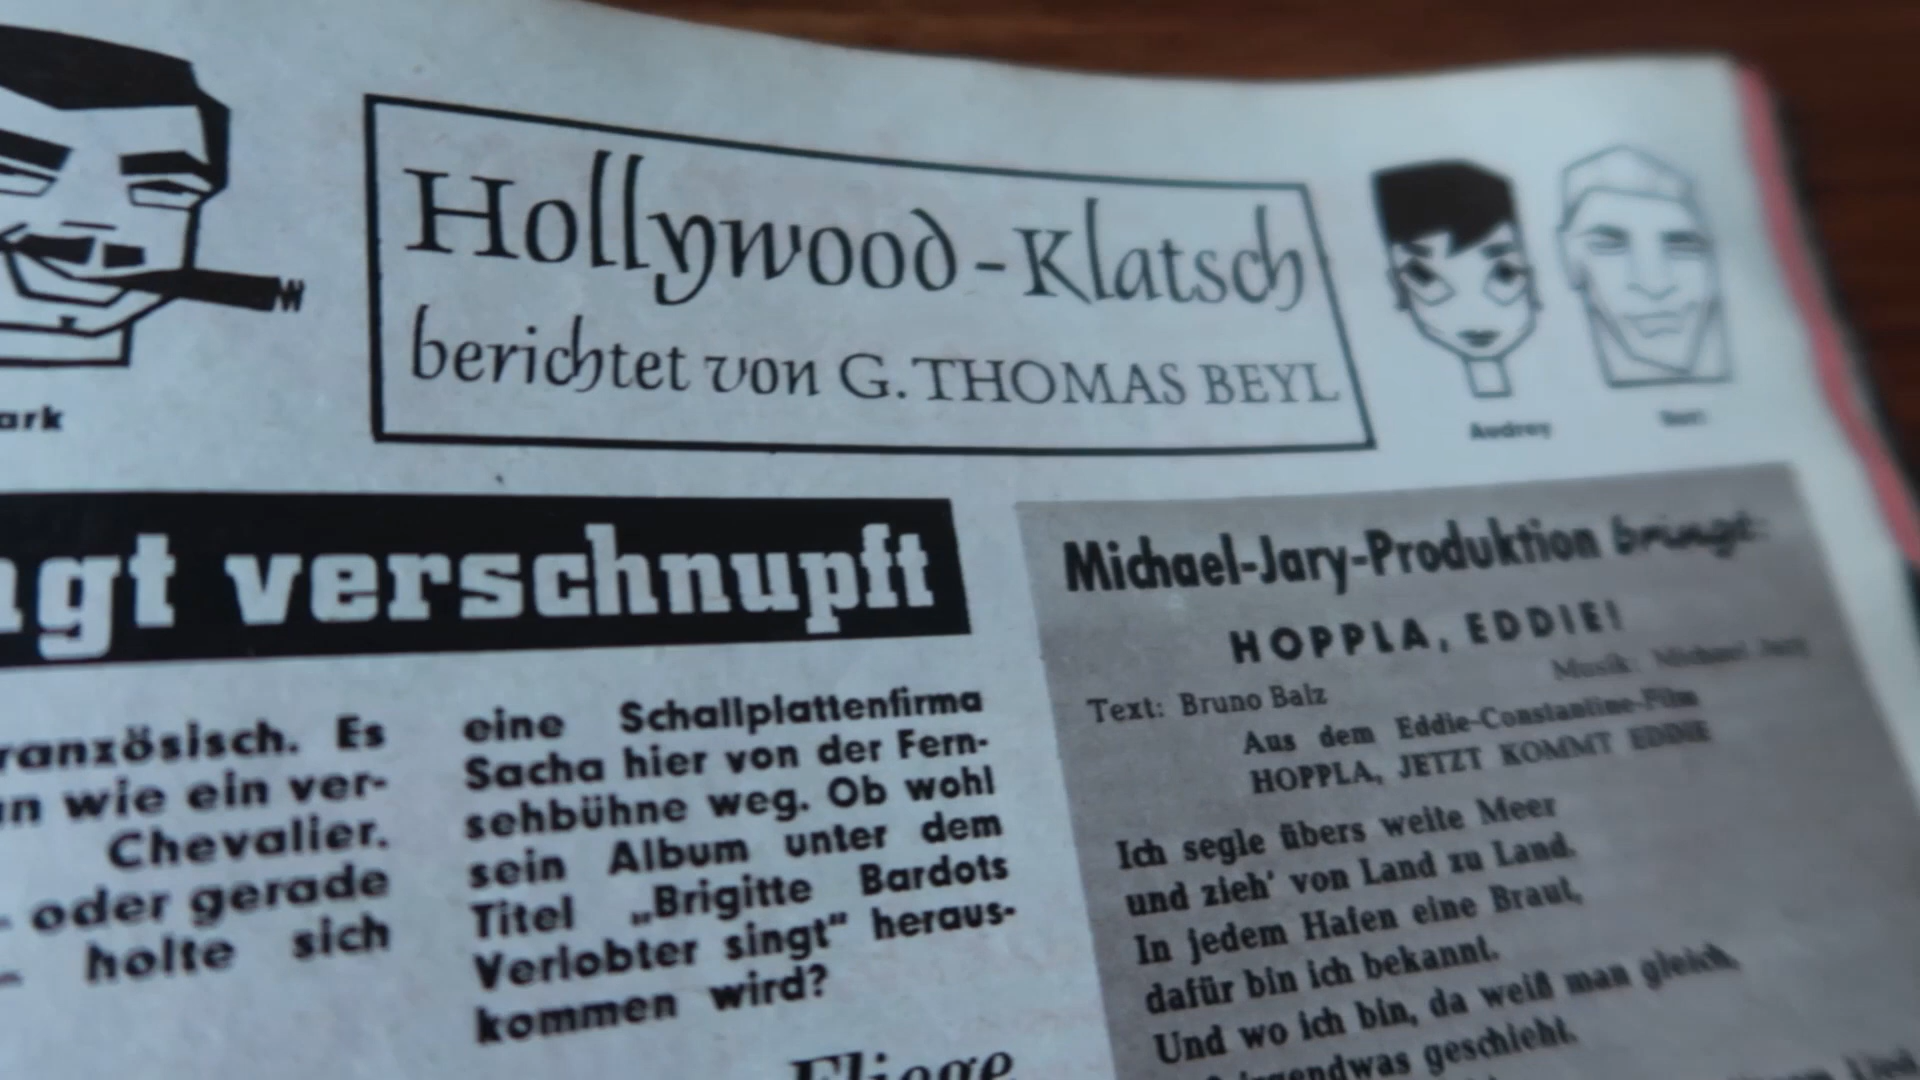 Hollywood-Klatsch
berichtet von G. THOMAS BEYL
ark
Audrey
gt verschnupft
ranzösisch. Es
n wie ein ver-
Chevalier.
- oder gerade
- holte sich
eine Schallplattenfirma
Sacha hier von der Fern-
sehbühne weg. Ob wohl
sein Album unter dem
Titel „Brigitte Bardots
Verlobter singt" heraus-
kommen wird?
Fliege
Michael-Jary-Produktion bringt:
HOPPLA, EDDIE!
Musik: Michael Jary
Text: Bruno Balz
Aus dem Eddie-Constantine-Film
HOPPLA, JETZT KOMMT EDDIE
Ich segle übers weite Meer
und zieh' von Land zu Land.
In jedem Hafen eine Braut,
dafür bin ich bekannt.
Und wo ich bin, da weiß man gleich,
irgendwas geschieht.